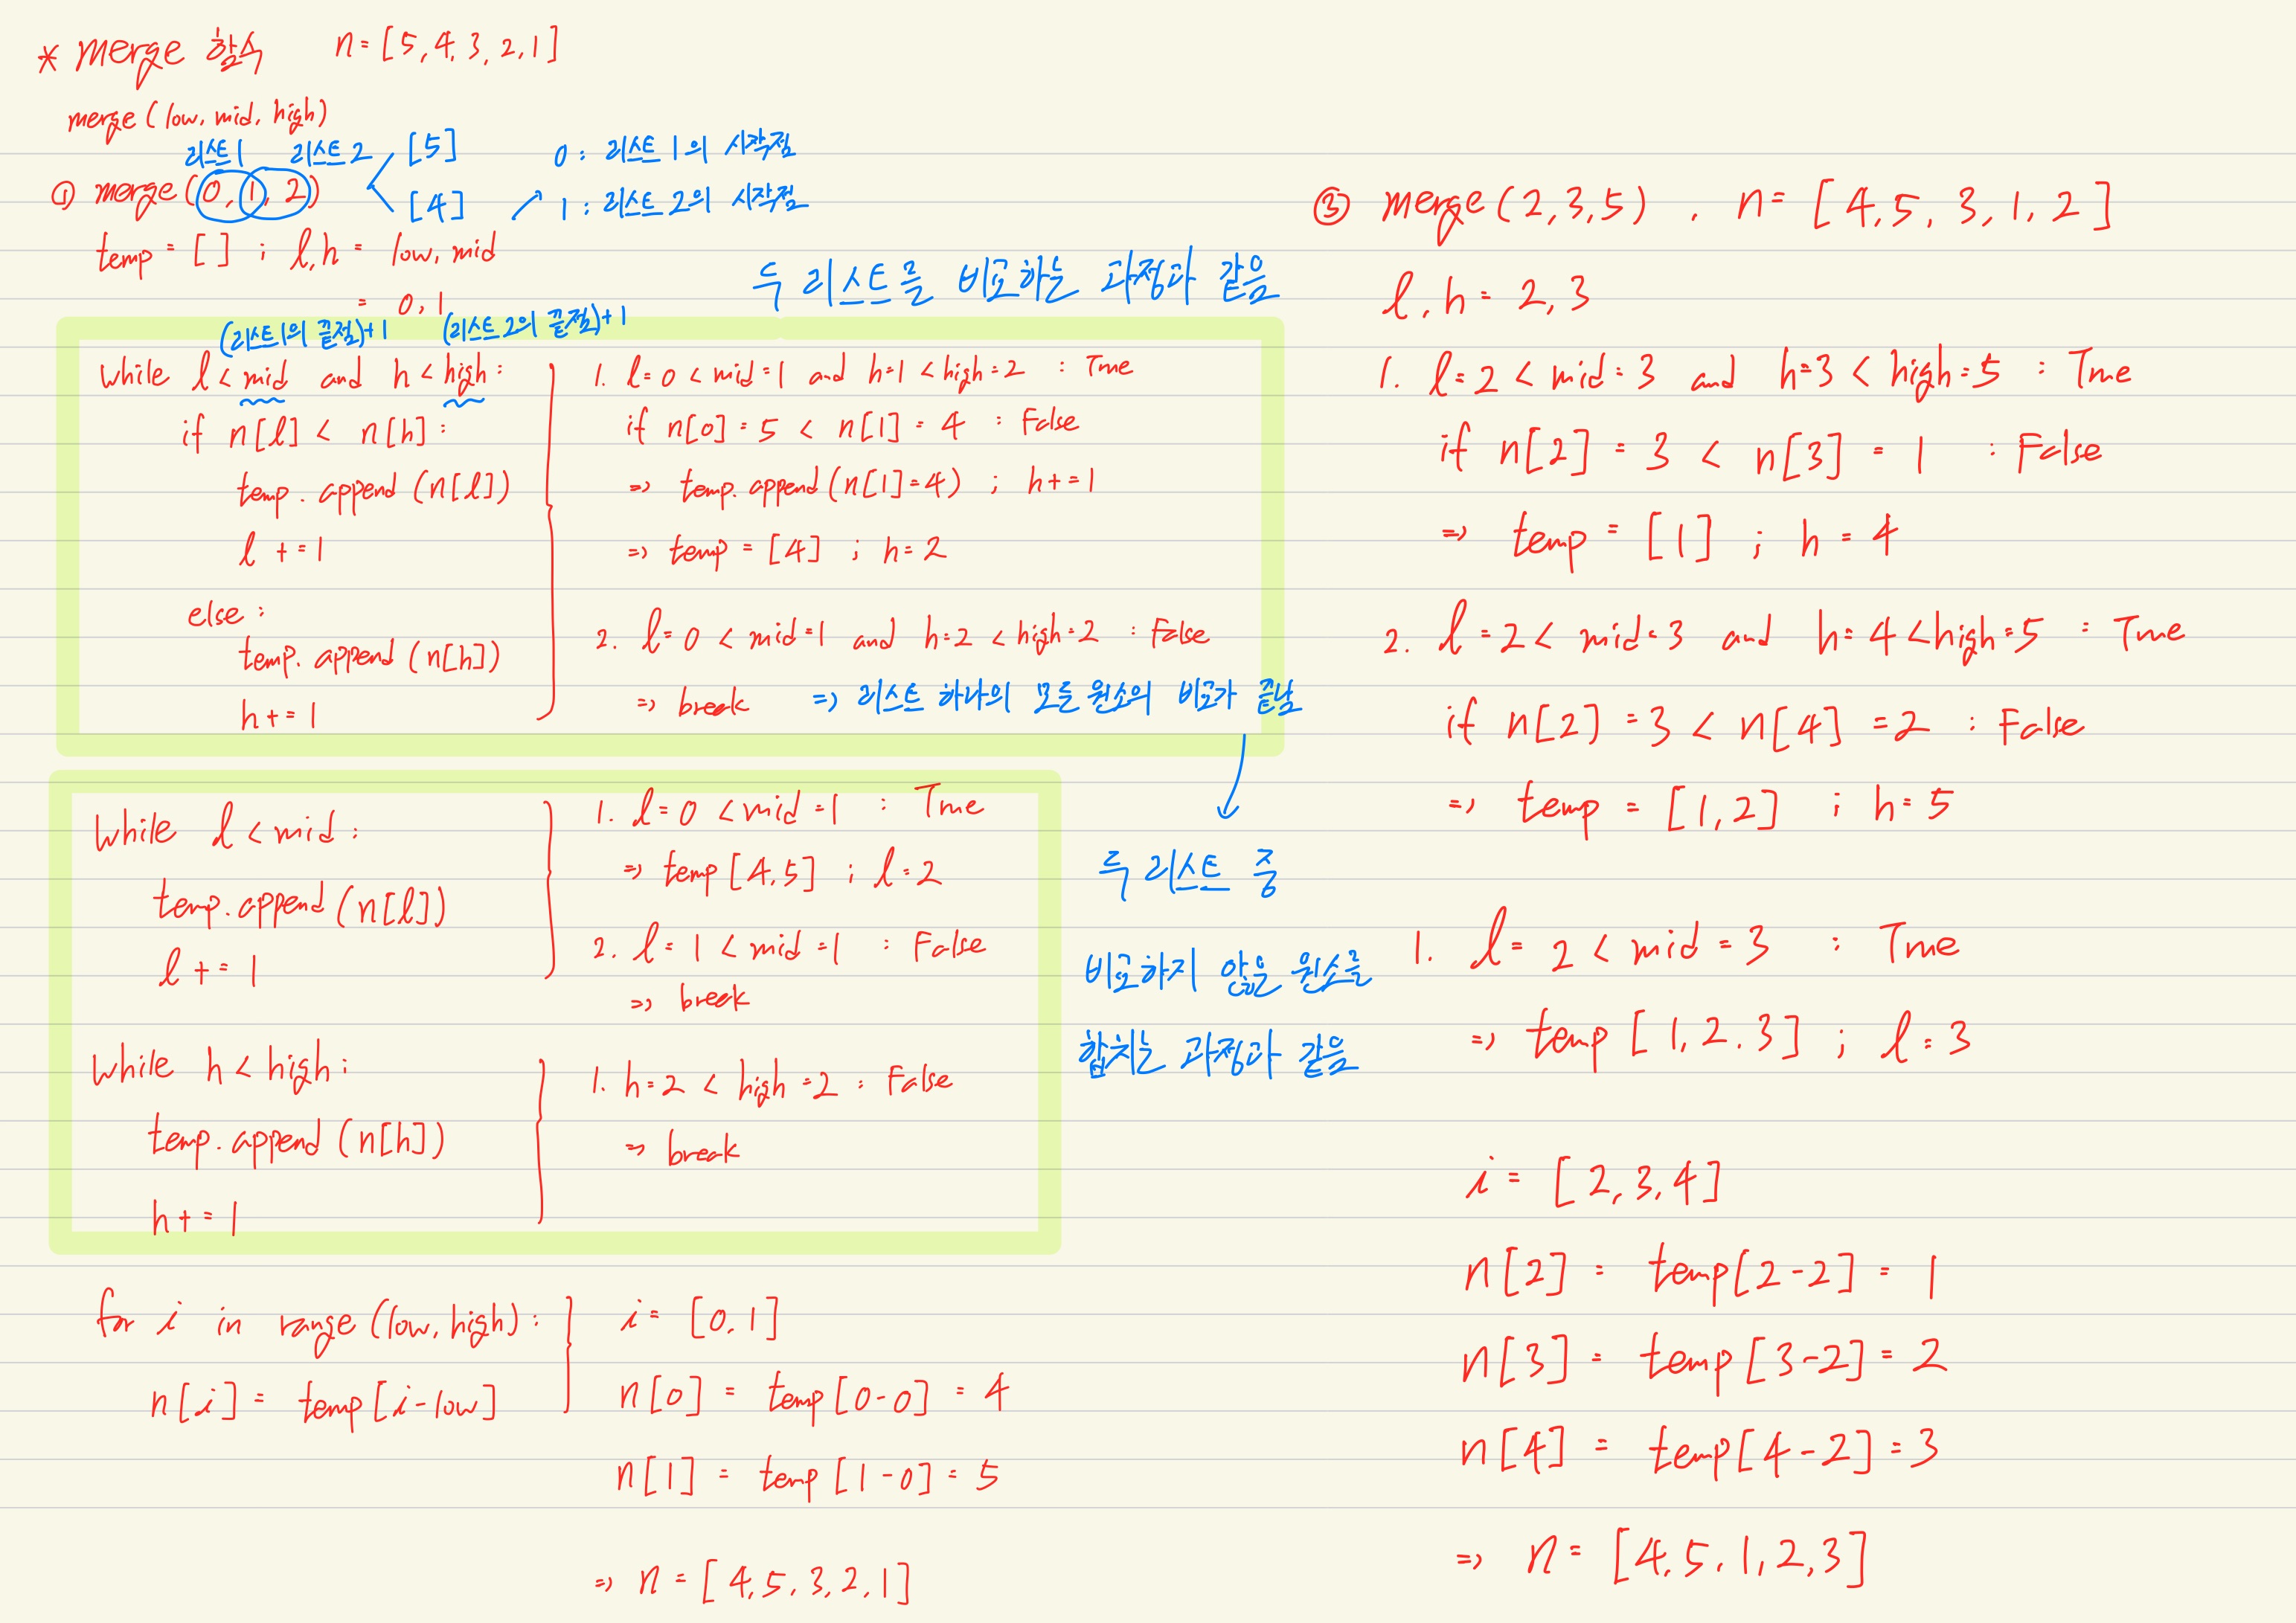 * merge 함수 n=[5,4,3,2,1]
merge(low, mid, high)
리스트1 리스트2 [5]
[4]
0: 리스트 1의 시작점
1: 리스트 2의 시작점
① merge(0,1,2)
temp = [ ] ; l,h = low, mid
= 0,1
두 리스트를 비교하는 과정과 같음
(리스트1의 끝점)+1 (리스트2의 끝점)+1
while l < mid and h < high:
if n[l] < n[h]:
temp.append(n[l])
l += 1
else:
temp.append(n[h])
h += 1
1. l=0 < mid=1 and h=1 < high=2 : True
if n[0]=5 < n[1]=4 : False
=> temp.append(n[1]=4) ; h+=1
=> temp = [4] ; h=2
2. l=0 < mid=1 and h=2 < high=2 : False
=> break => 리스트 하나의 모든 원소의 비교가 끝남
while l < mid:
temp.append(n[l])
l += 1
1. l=0 < mid=1 : True
=> temp[4,5] ; l=2
2. l=1 < mid=1 : False
=> break
while h < high:
temp.append(n[h])
h += 1
1. h=2 < high=2 : False
=> break
두 리스트 중
비교하지 않은 원소를
합치는 과정과 같음
for i in range(low, high):
n[i] = temp[i-low]
i = [0,1]
n[0] = temp[0-0] = 4
n[1] = temp[1-0] = 5
=> n = [4,5,3,2,1]
③ merge(2,3,5), n=[4,5,3,1,2]
l,h = 2,3
1. l=2 < mid=3 and h=3 < high=5 : True
if n[2]=3 < n[3]=1 : False
=> temp = [1] ; h=4
2. l=2 < mid=3 and h=4 < high=5 : True
if n[2]=3 < n[4]=2 : False
=> temp = [1,2] ; h=5
1. l=2 < mid=3 : True
=> temp[1,2,3] ; l=3
i = [2,3,4]
n[2] = temp[2-2] = 1
n[3] = temp[3-2] = 2
n[4] = temp[4-2] = 3
=> n = [4,5,1,2,3]